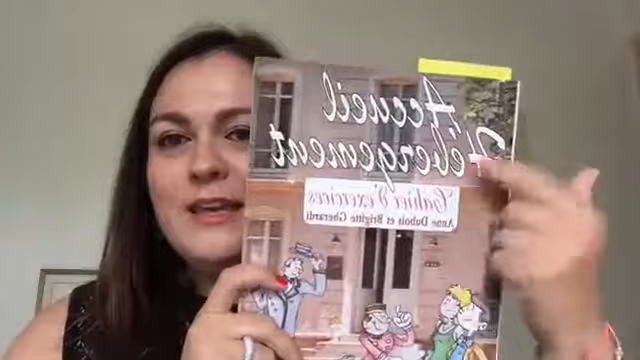 Accueil
Hébergement
Cahier d'exercices
Anne Dubois et Brigitte Gherardi